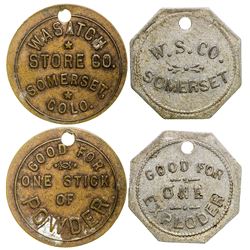 WASATCH
STORE CO.
SOMERSET,
COLO.
W. S. CO.
SOMERSET
GOOD FOR
ONE STICK
OF
POWDER
GOOD FOR
ONE
EXPLODER